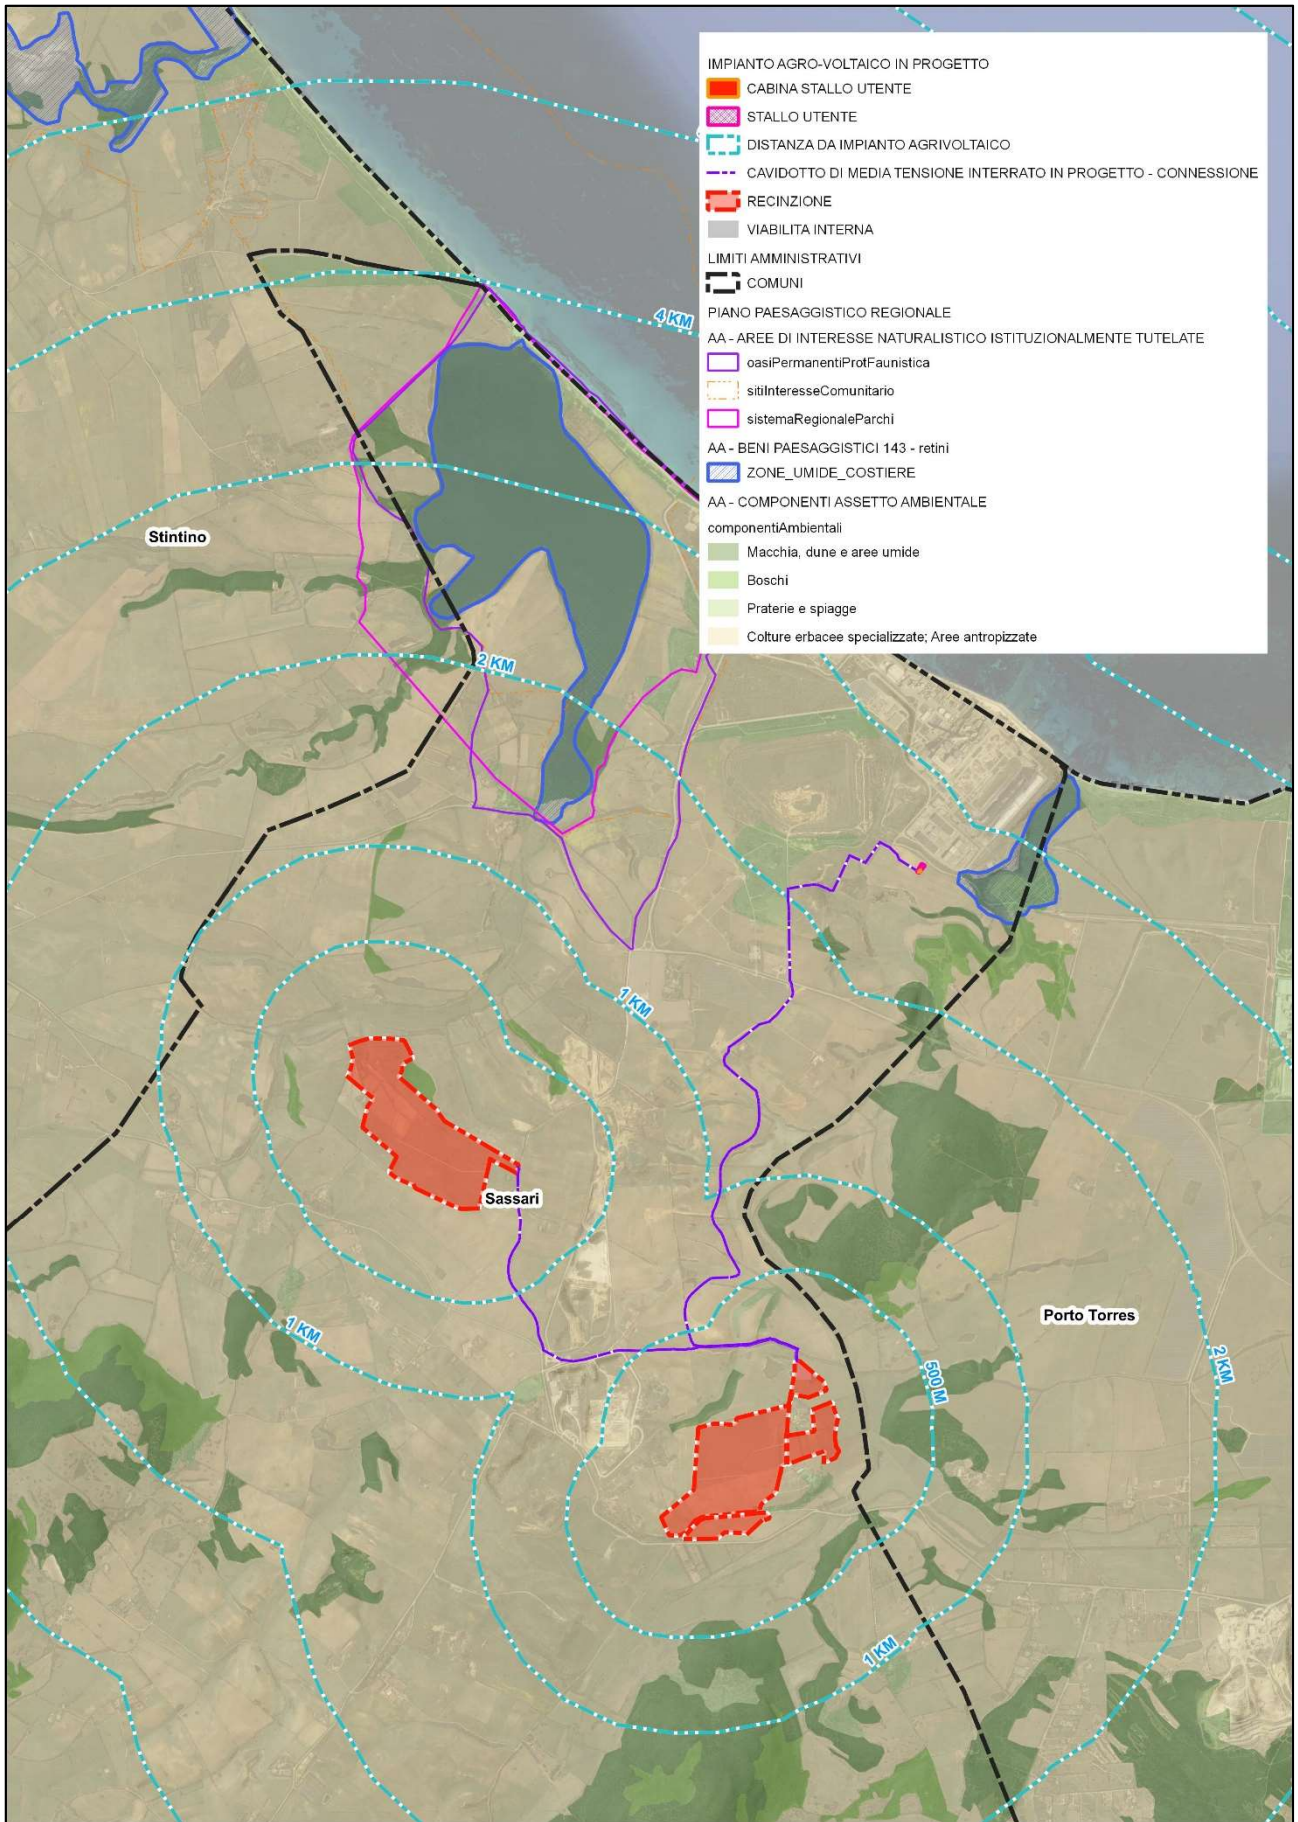 IMPIANTO AGRO-VOLTAICO IN PROGETTO
CABINA STALLO UTENTE
STALLO UTENTE
DISTANZA DA IMPIANTO AGRIVOLTAICO
CAVIDOTTO DI MEDIA TENSIONE INTERRATO IN PROGETTO - CONNESSIONE
RECINZIONE
VIABILITA INTERNA
LIMITI AMMINISTRATIVI
COMUNI
PIANO PAESAGGISTICO REGIONALE
AA - AREE DI INTERESSE NATURALISTICO ISTITUZIONALMENTE TUTELATE
oasiPermanentiProtFaunistica
sitiInteresseComunitario
sistemaRegionaleParchi
AA - BENI PAESAGGISTICI 143 - retini
ZONE_UMIDE_COSTIERE
AA - COMPONENTI ASSETTO AMBIENTALE
componentiAmbientali
Macchia, dune e aree umide
Boschi
Praterie e spiagge
Colture erbacee specializzate; Aree antropizzate
4 KM
Stintino
2 KM
1 KM
Sassari
1 KM
Porto Torres
500 M
2 KM
1 KM